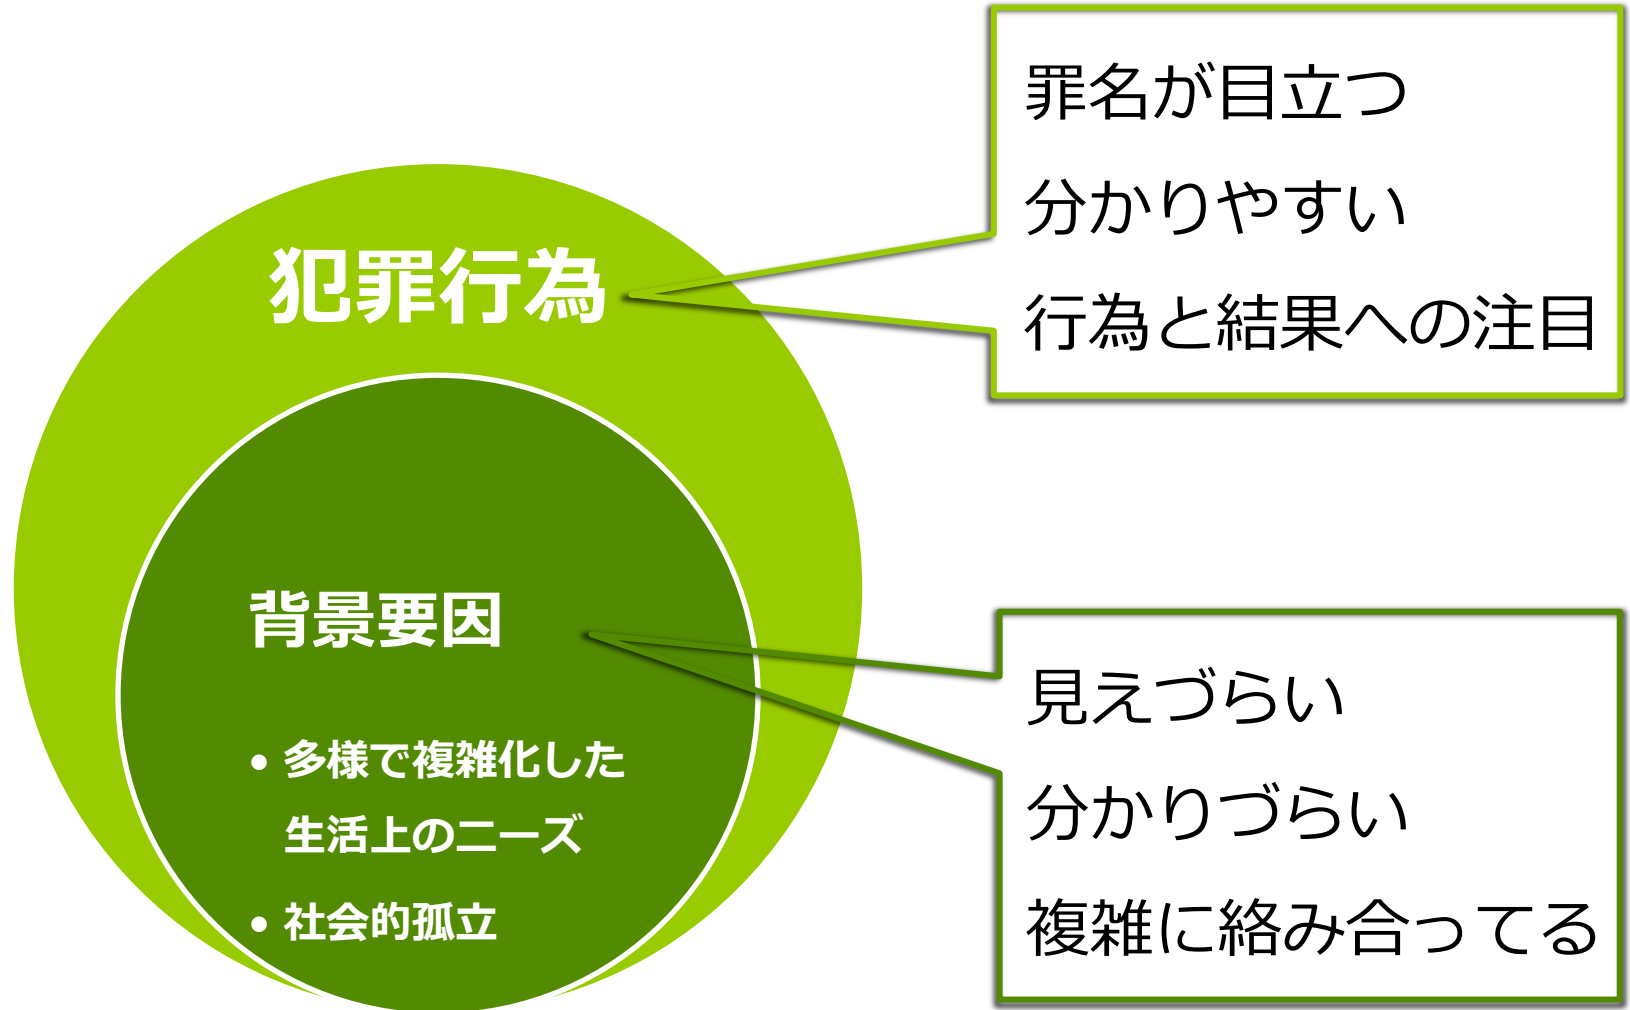 罪名が目立つ
分かりやすい
行為と結果への注目
犯罪行為
背景要因
• 多様で複雑化した
生活上のニーズ
• 社会的孤立
見えづらい
分かりづらい
複雑に絡み合ってる